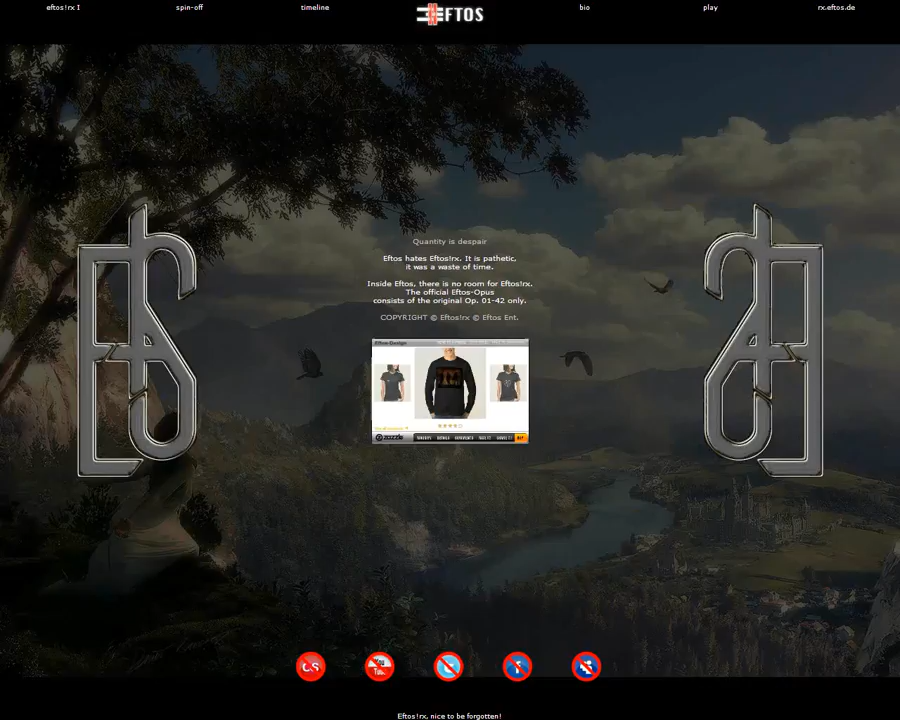 eftos!rx I
spin-off
timeline
EFTOS
bio
play
rx.eftos.de
Quantity is despair
Eftos hates Eftos!rx. It is pathetic,
it was a waste of time.
Inside Eftos, there is no room for Eftos!rx.
The official Eftos-Opus
consists of the original Op. 01-42 only.
COPYRIGHT © Eftos!rx © Eftos Ent.
Eftos-Design
zazzle
You
Eftos!rx, nice to be forgotten!